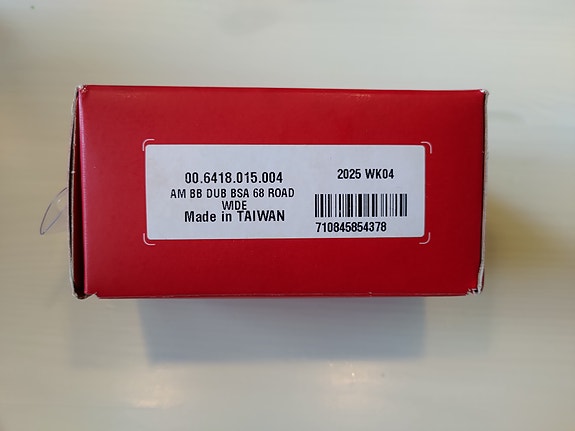 00.6418.015.004
2025 WK04
AM BB DUB BSA 68 ROAD
WIDE
Made in TAIWAN
710845854378